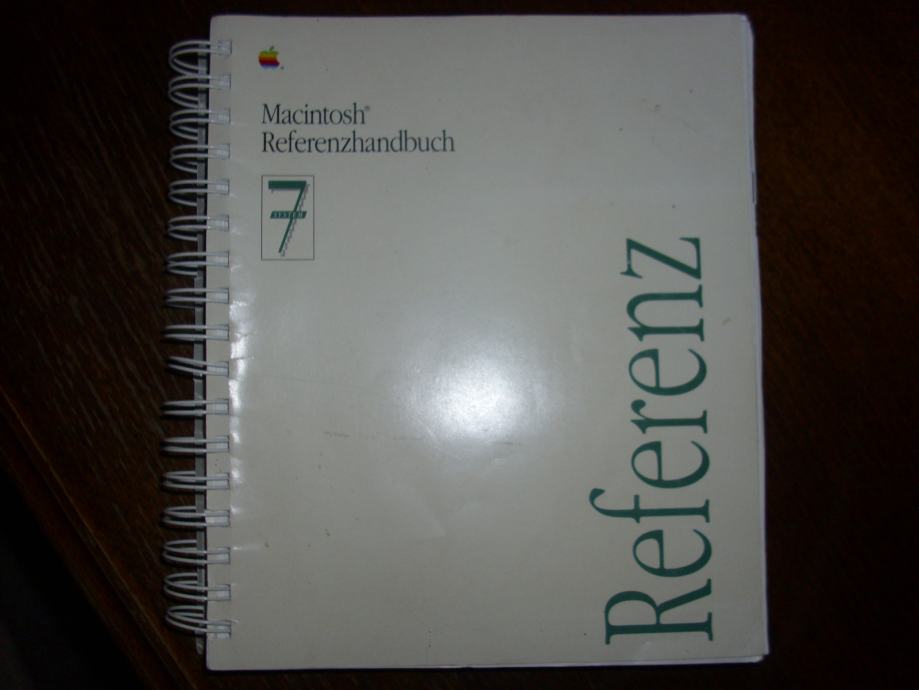 Macintosh®
Referenzhandbuch
7
SYSTEM
Referenz